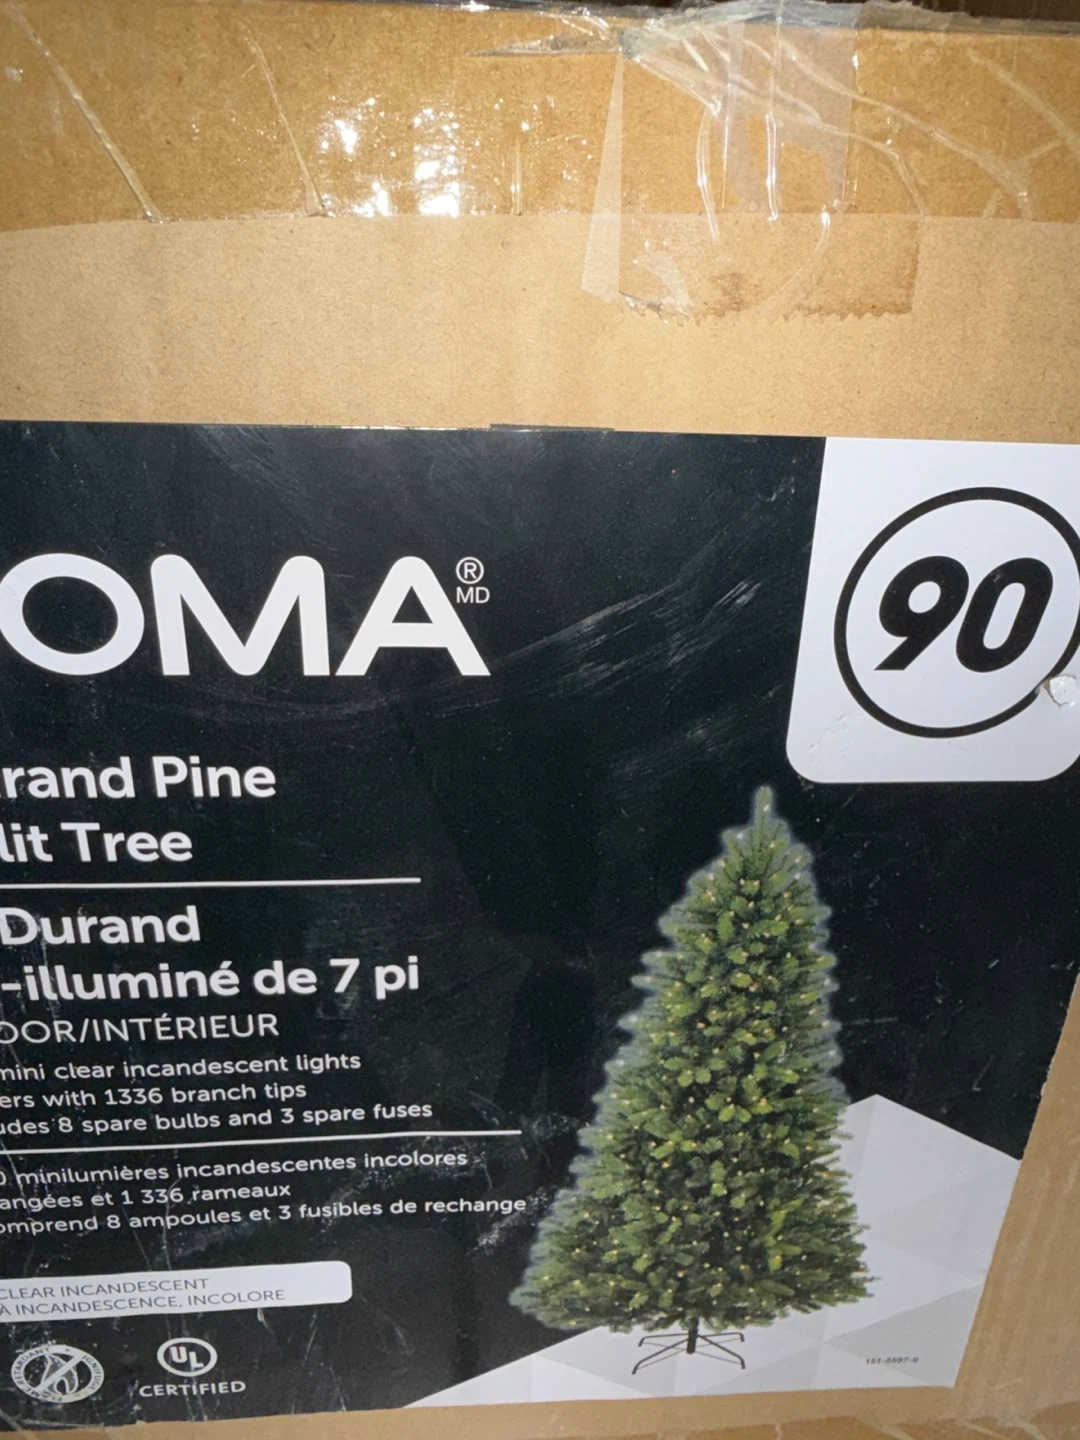 OMA® MD
90
rand Pine
lit Tree
Durand
-illuminé de 7 pi
OOR/INTÉRIEUR
mini clear incandescent lights
ers with 1336 branch tips
udes 8 spare bulbs and 3 spare fuses
0 minilumières incandescentes incolores
angées et 1 336 rameaux
omprend 8 ampoules et 3 fusibles de rechange
CLEAR INCANDESCENT
À INCANDESCENCE, INCOLORE
UL
CERTIFIED